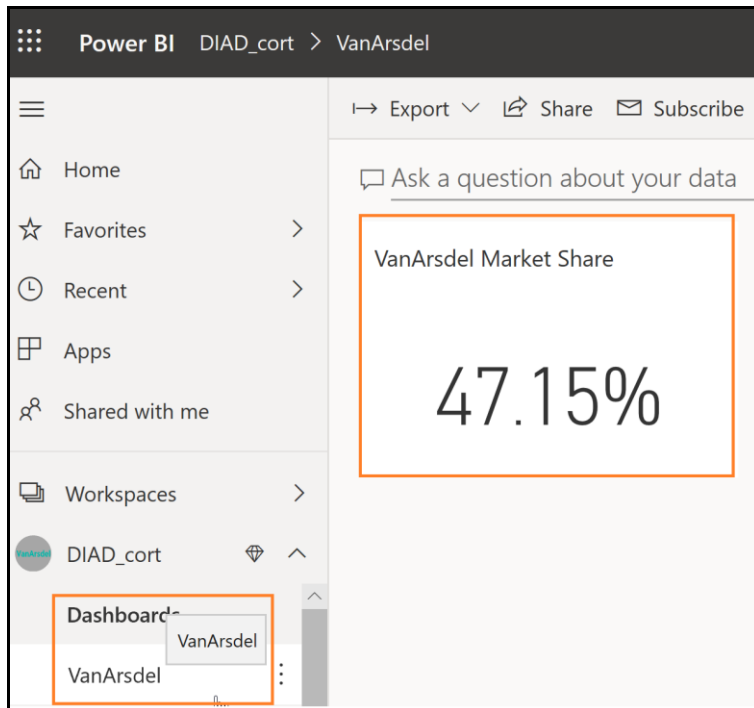 Power BI DIAD_cort > VanArsdel
Export Share Subscribe
Home
Favorites
Recent
Apps
Shared with me
Workspaces
VanArsdel DIAD_cort
Dashboards
VanArsdel
VanArsdel
Ask a question about your data
VanArsdel Market Share
47.15%